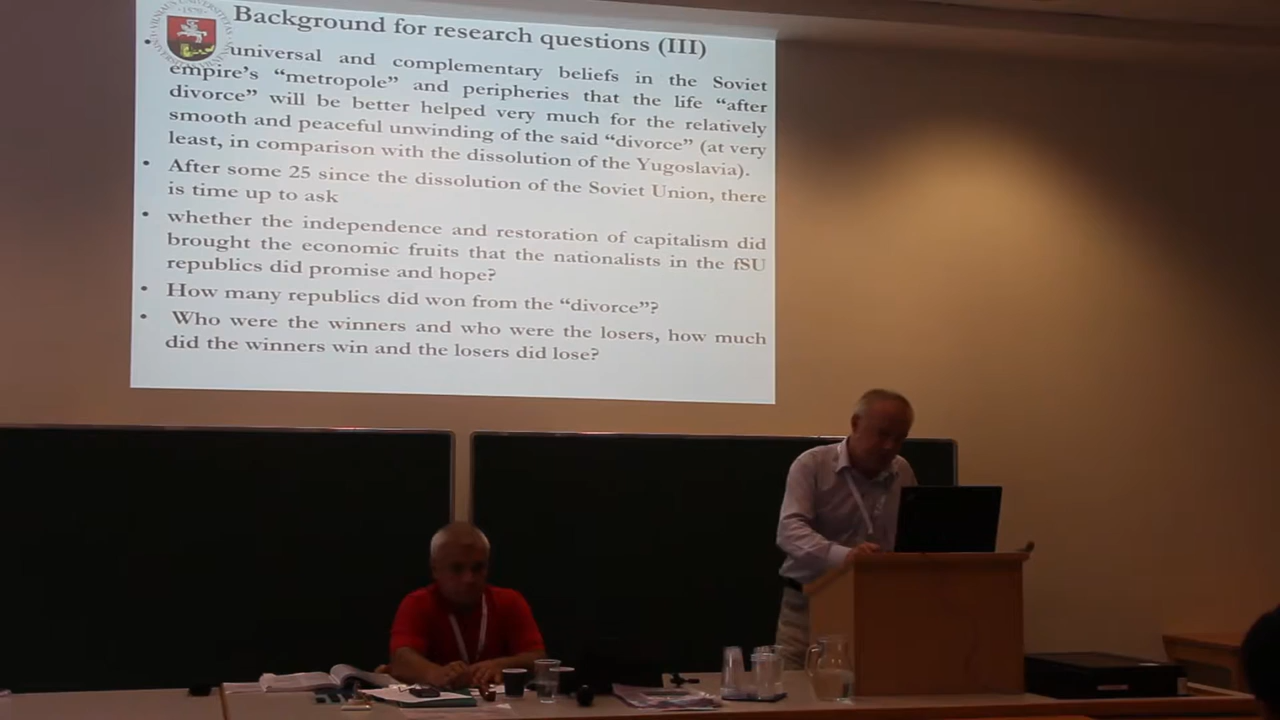 Background for research questions (III)
• universal and complementary beliefs in the Soviet
empire's “metropole” and peripheries that the life “after
divorce” will be better helped very much for the relatively
smooth and peaceful unwinding of the said “divorce” (at very
least, in comparison with the dissolution of the Yugoslavia).
• After some 25 since the dissolution of the Soviet Union, there
is time up to ask
• whether the independence and restoration of capitalism did
brought the economic fruits that the nationalists in the fSU
republics did promise and hope?
• How many republics did won from the “divorce”?
• Who were the winners and who were the losers, how much
did the winners win and the losers did lose?